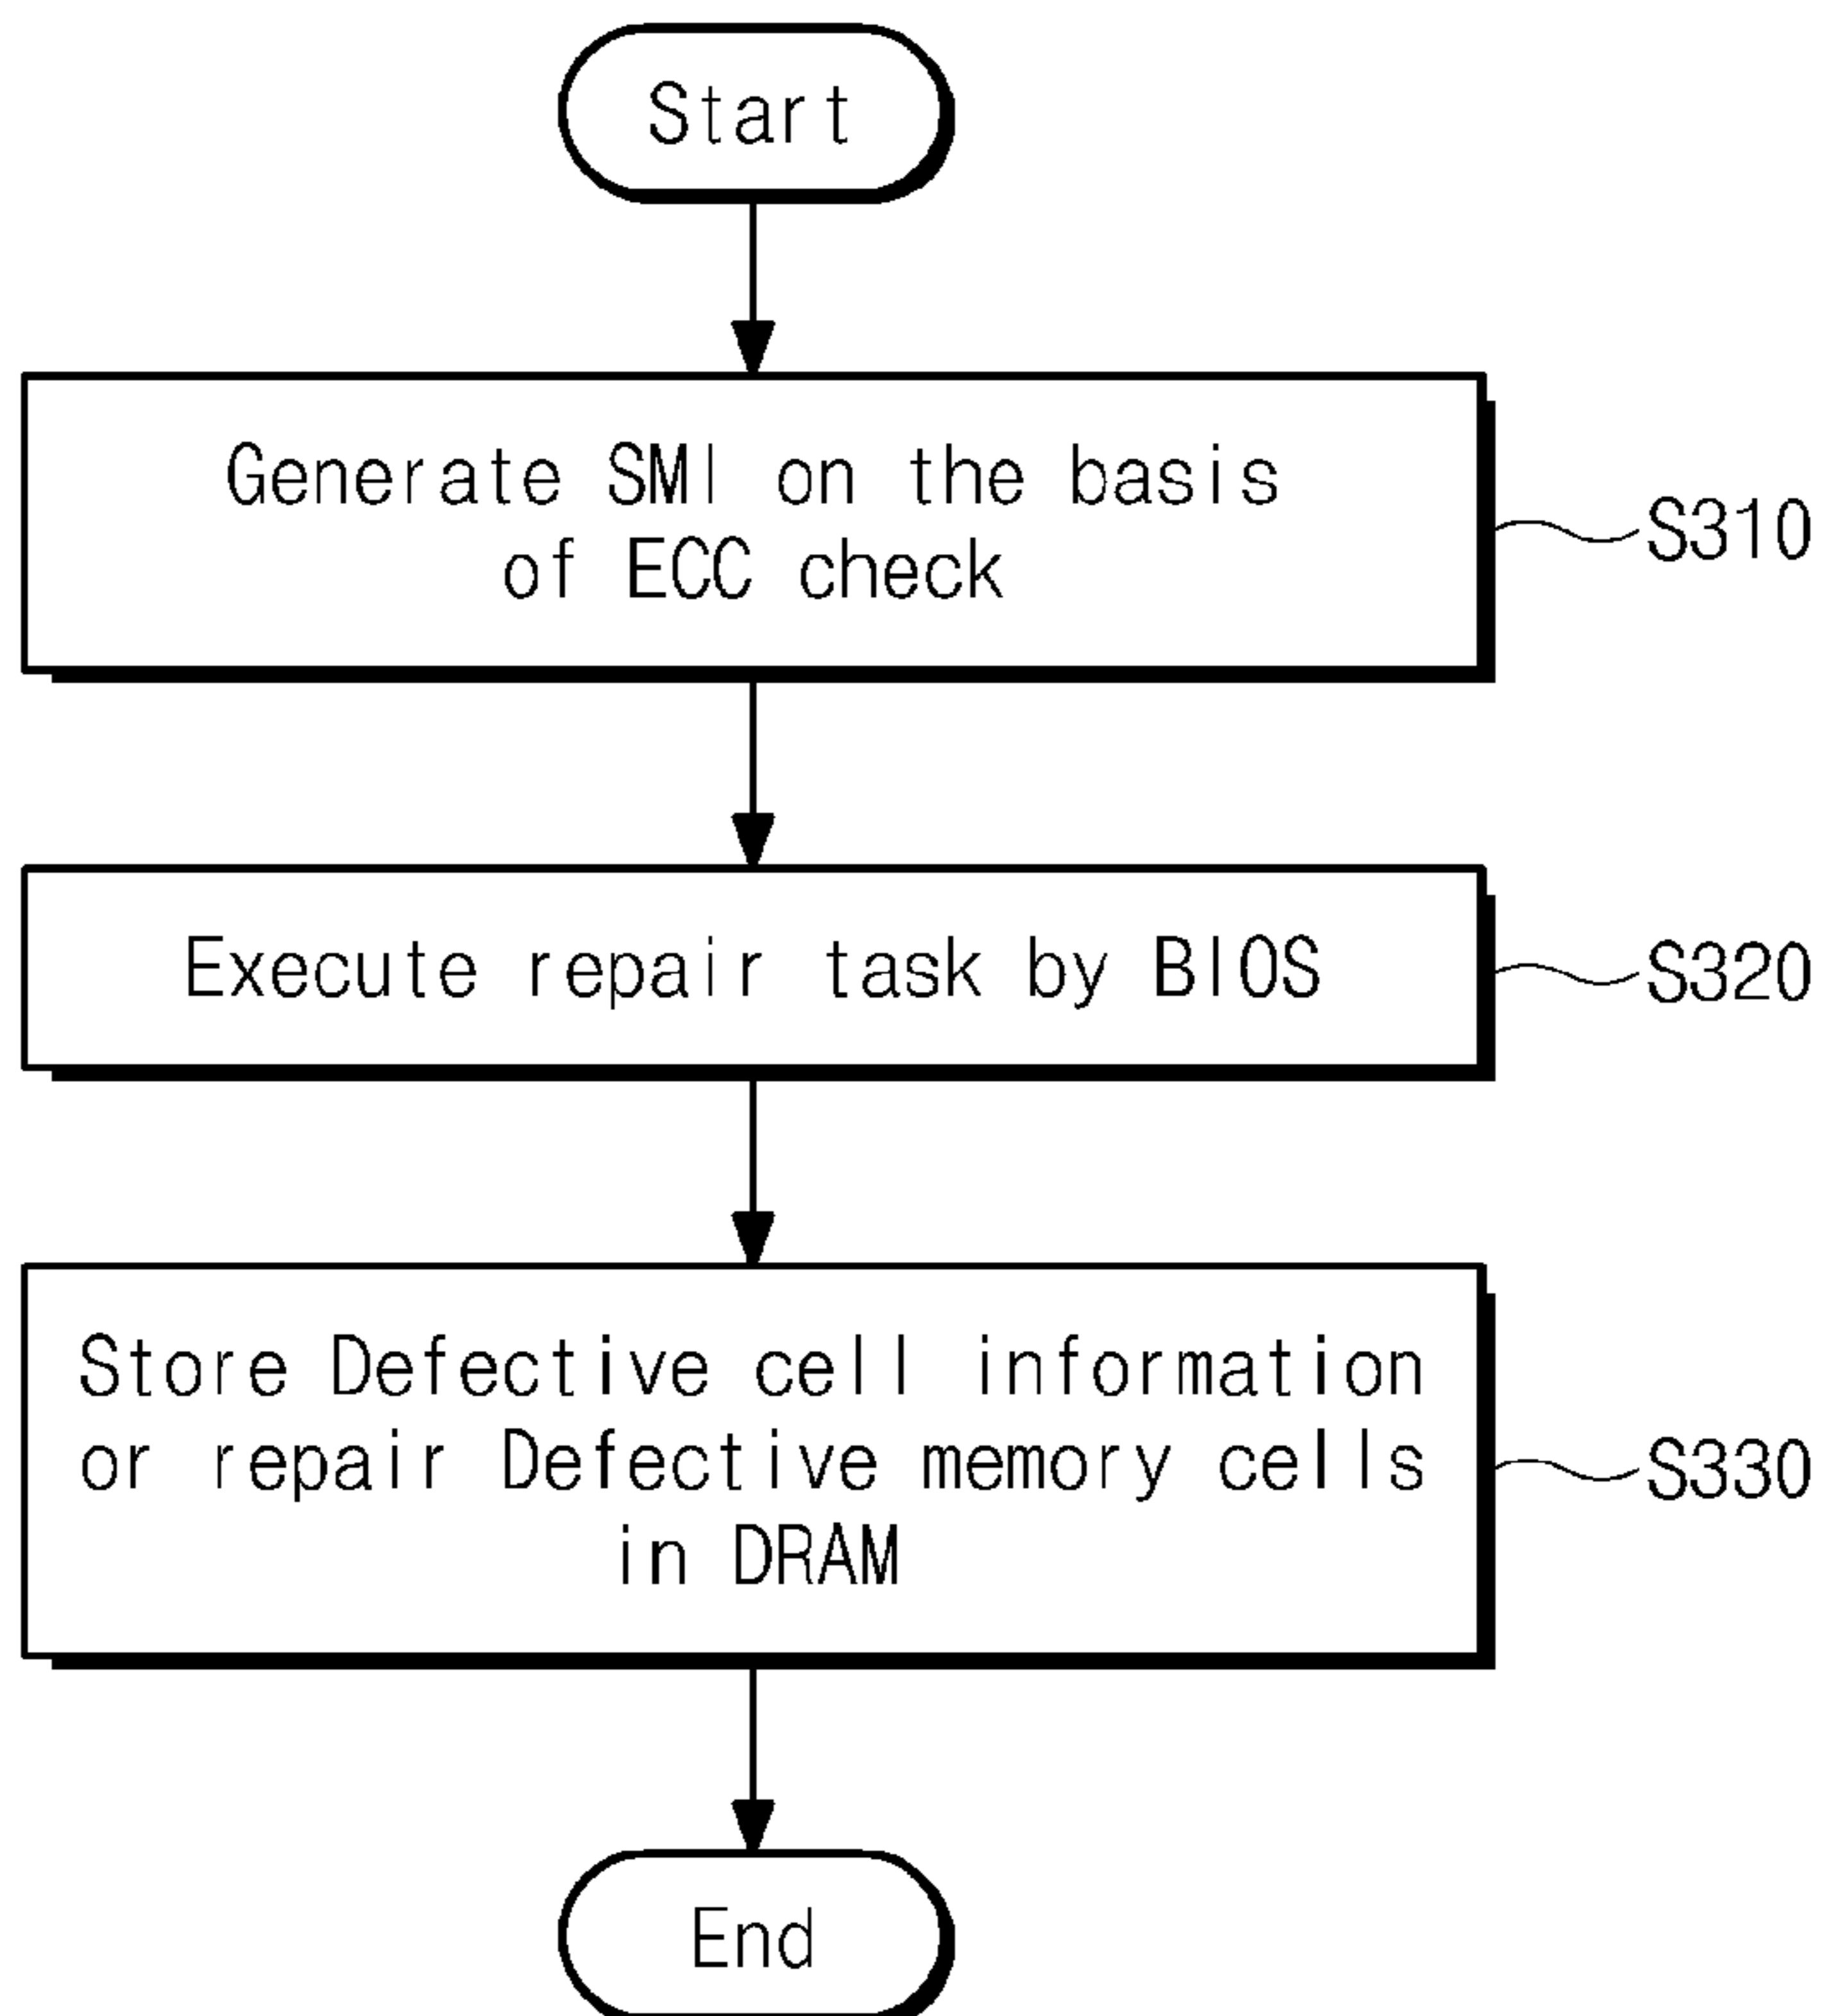 Start
Generate SMI on the basis
of ECC check
S310
Execute repair task by BIOS
S320
Store Defective cell information
or repair Defective memory cells
in DRAM
S330
End